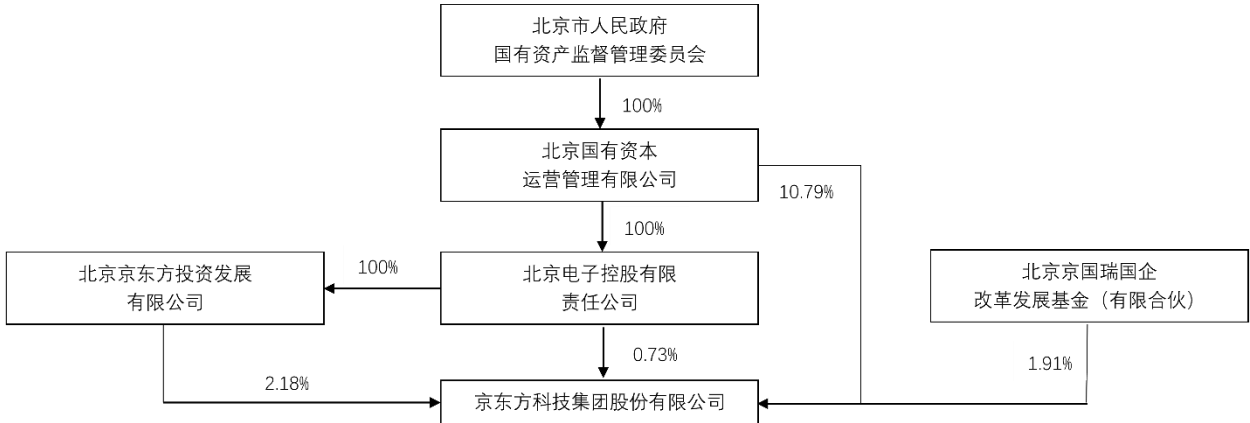 北京市人民政府
国有资产监督管理委员会
100%
北京国有资本
运营管理有限公司
10.79%
100%
北京京东方投资发展
有限公司
100%
北京电子控股有限
责任公司
北京京国瑞国企
改革发展基金（有限合伙）
0.73%
1.91%
2.18%
京东方科技集团股份有限公司